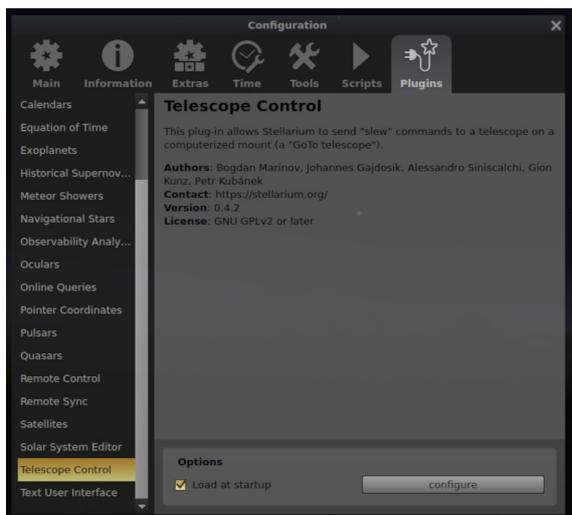 Configuration
Main Information Extras Time Tools Scripts Plugins
Calendars
Equation of Time
Exoplanets
Historical Supernov...
Meteor Showers
Navigational Stars
Observability Analy...
Oculars
Online Queries
Pointer Coordinates
Pulsars
Quasars
Remote Control
Remote Sync
Satellites
Solar System Editor
Telescope Control
Text User Interface
Telescope Control
This plug-in allows Stellarium to send "slew" commands to a telescope on a
computerized mount (a "GoTo telescope").
Authors: Bogdan Marinov, Johannes Gajdosik, Alessandro Siniscalchi, Gion
Kunz, Petr Kubánek
Contact: https://stellarium.org/
Version: 0.4.2
License: GNU GPLv2 or later
Options
Load at startup
configure